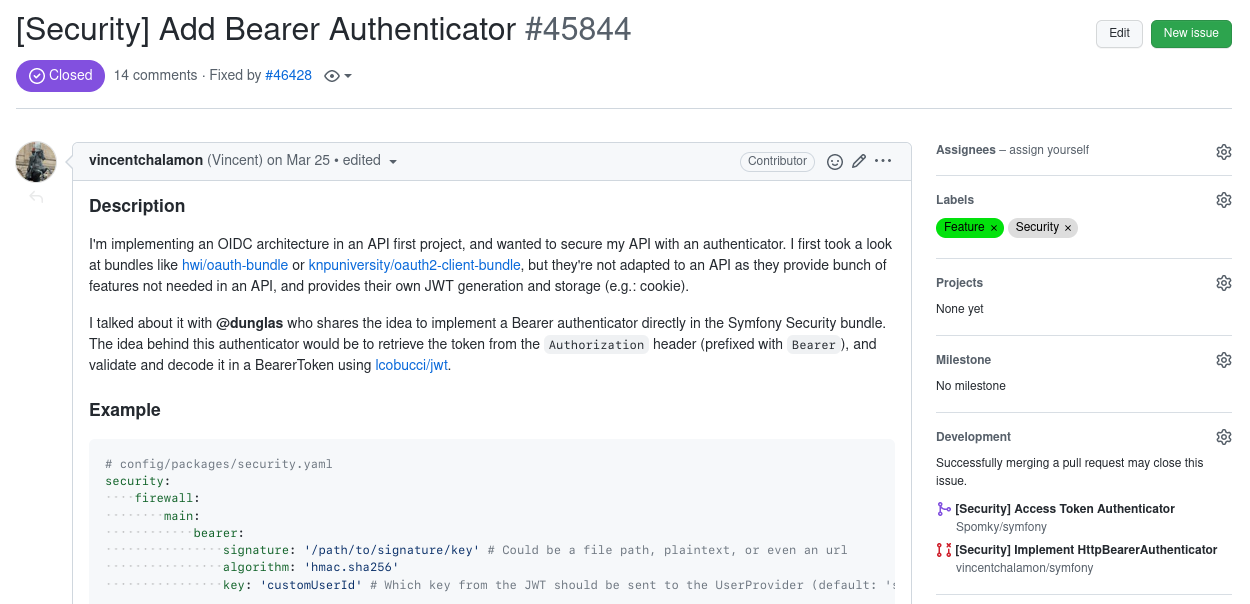 [Security] Add Bearer Authenticator #45844
Edit
New issue
Closed
14 comments · Fixed by #46428
vincentchalamon (Vincent) on Mar 25 • edited
Contributor
Description
I'm implementing an OIDC architecture in an API first project, and wanted to secure my API with an authenticator. I first took a look
at bundles like hwi/oauth-bundle or knpuniversity/oauth2-client-bundle, but they're not adapted to an API as they provide bunch of
features not needed in an API, and provides their own JWT generation and storage (e.g.: cookie).
I talked about it with @dunglas who shares the idea to implement a Bearer authenticator directly in the Symfony Security bundle.
The idea behind this authenticator would be to retrieve the token from the Authorization header (prefixed with Bearer ), and
validate and decode it in a BearerToken using lcobucci/jwt.
Example
# config/packages/security.yaml
security:
····firewall:
········main:
············bearer:
················signature: '/path/to/signature/key' # Could be a file path, plaintext, or even an url
················algorithm: 'hmac.sha256'
················key: 'customUserId' # Which key from the JWT should be sent to the UserProvider (default: '
Assignees – assign yourself
Labels
Feature ×
Security ×
Projects
None yet
Milestone
No milestone
Development
Successfully merging a pull request may close this
issue.
[Security] Access Token Authenticator
Spomky/symfony
[Security] Implement HttpBearerAuthenticator
vincentchalamon/symfony